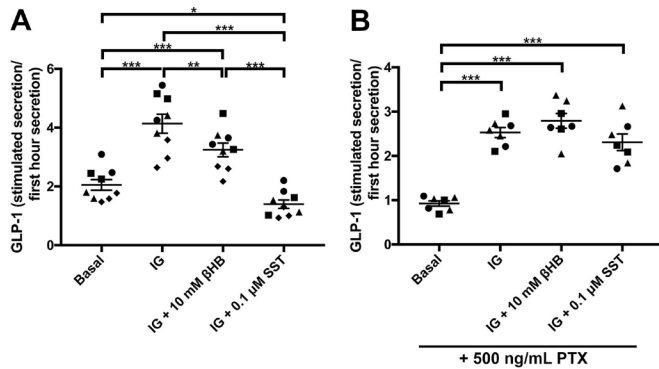 A
*
***
***
***
**
***
GLP-1 (stimulated secretion/
first hour secretion)
8
6
4
2
0
Basal
IG
IG + 10 mM βHB
IG + 0.1 µM SST
B
***
***
***
GLP-1 (stimulated secretion/
first hour secretion)
4
3
2
1
0
Basal
IG
IG + 10 mM βHB
IG + 0.1 µM SST
+ 500 ng/mL PTX